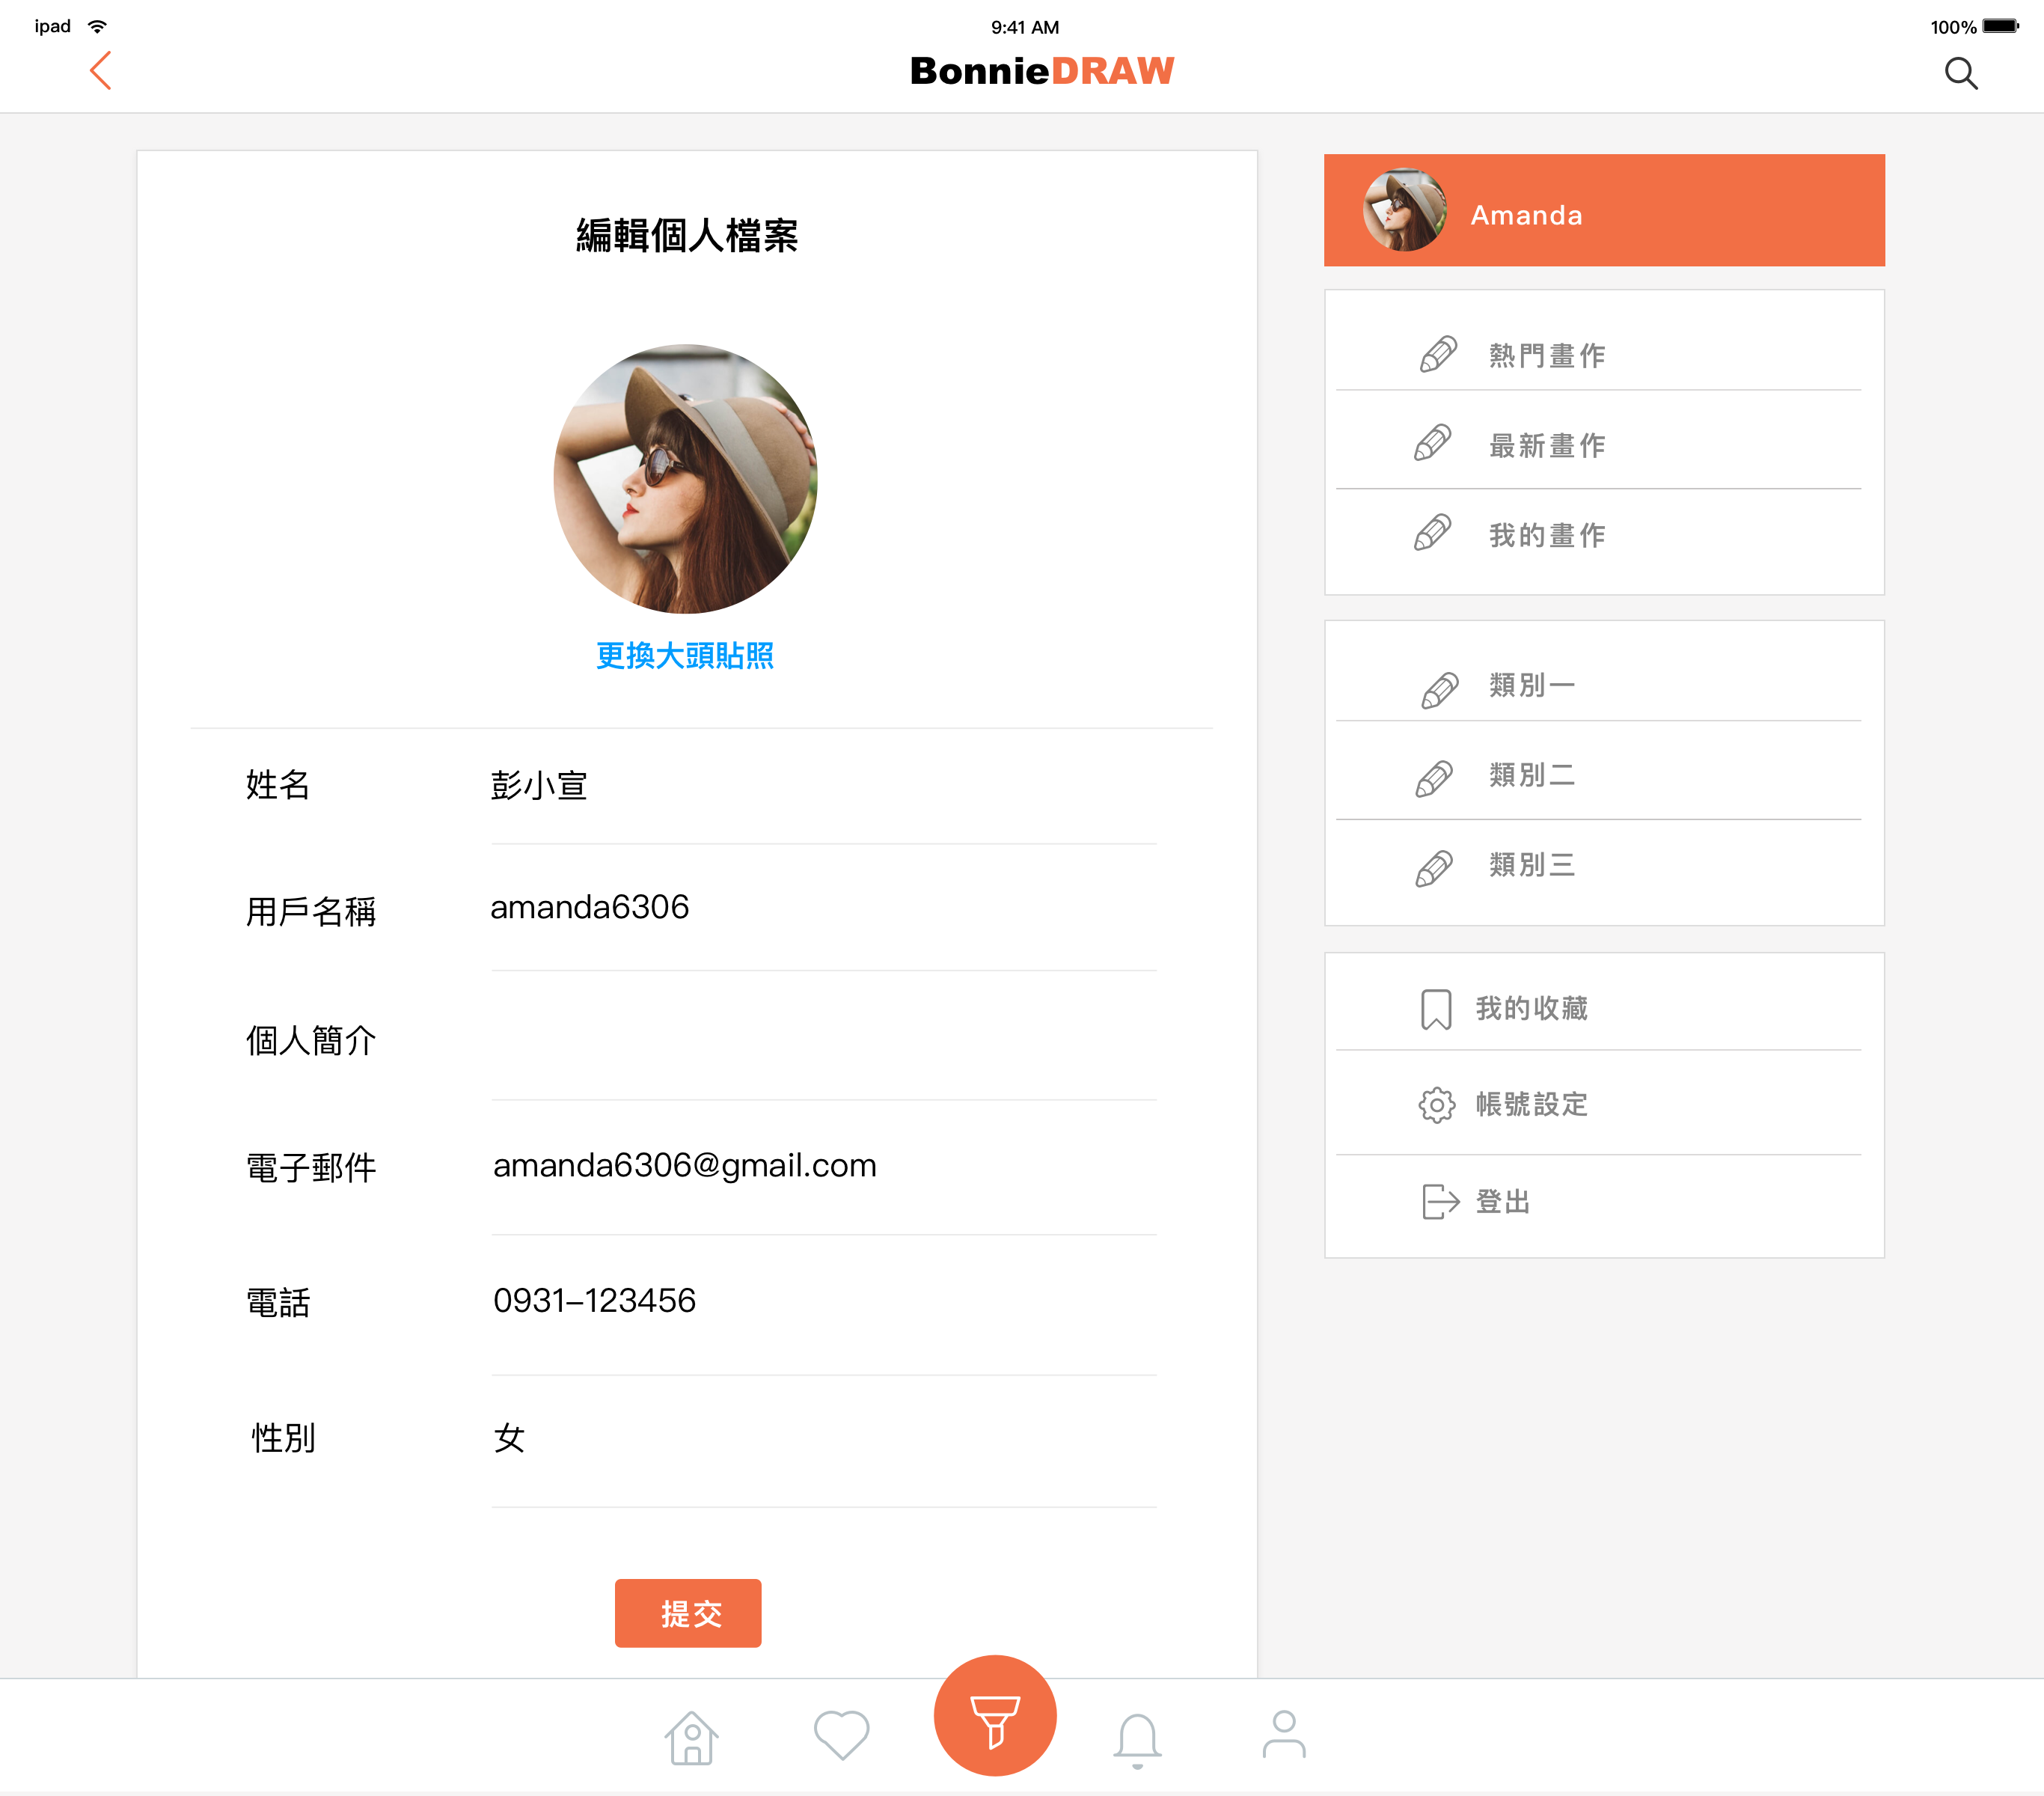 ipad
9:41 AM
100%
BonnieDRAW
編輯個人檔案
更換大頭貼照
姓名 彭小宣
用戶名稱 amanda6306
個人簡介
電子郵件 amanda6306@gmail.com
電話 0931–123456
性別 女
提交
Amanda
熱門畫作
最新畫作
我的畫作
類別一
類別二
類別三
我的收藏
帳號設定
登出